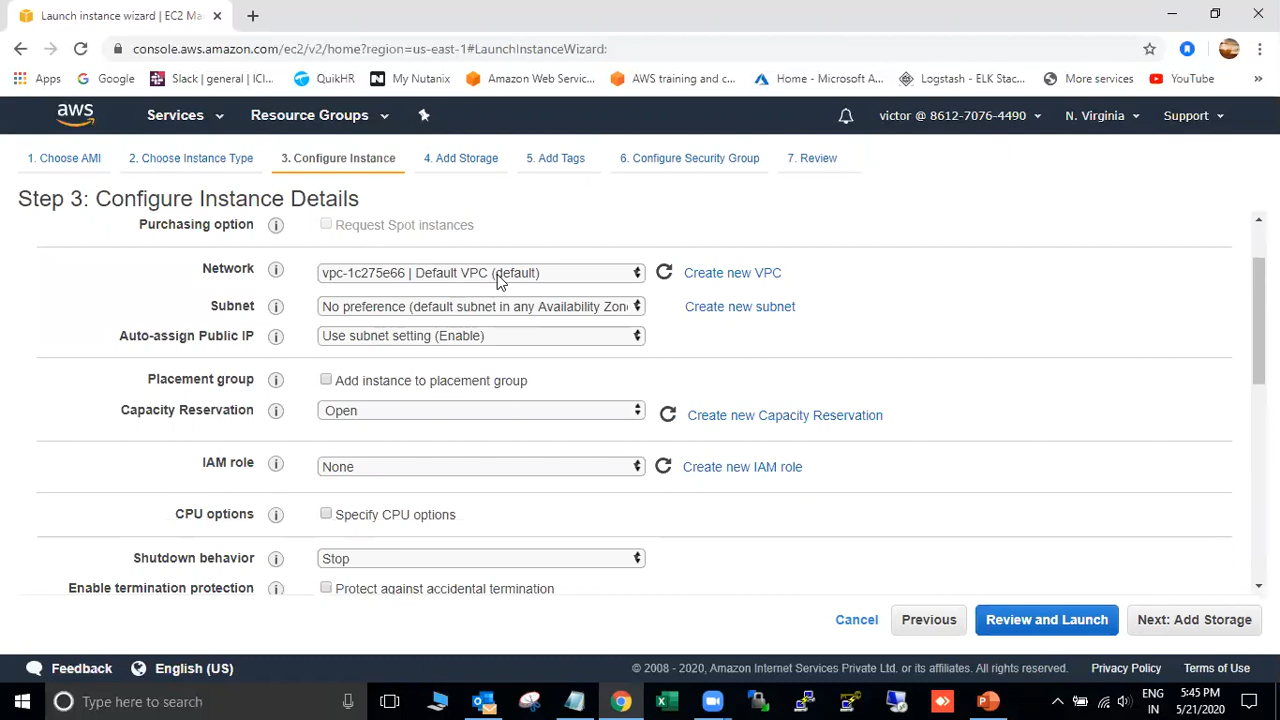 Launch instance wizard | EC2 Ma
console.aws.amazon.com/ec2/v2/home?region=us-east-1#LaunchInstanceWizard:
Apps
Google
Slack | general | ICI...
QuikHR
My Nutanix
Amazon Web Servic...
AWS training and c...
Home - Microsoft A...
Logstash - ELK Stac...
More services
YouTube
»
aws
Services
Resource Groups
victor @ 8612-7076-4490
N. Virginia
Support
1. Choose AMI
2. Choose Instance Type
3. Configure Instance
4. Add Storage
5. Add Tags
6. Configure Security Group
7. Review
Step 3: Configure Instance Details
Purchasing option
Request Spot instances
Network
vpc-1c275e66 | Default VPC (default)
Create new VPC
Subnet
No preference (default subnet in any Availability Zone
Create new subnet
Auto-assign Public IP
Use subnet setting (Enable)
Placement group
Add instance to placement group
Capacity Reservation
Open
Create new Capacity Reservation
IAM role
None
Create new IAM role
CPU options
Specify CPU options
Shutdown behavior
Stop
Enable termination protection
Protect against accidental termination
Cancel
Previous
Review and Launch
Next: Add Storage
Feedback
English (US)
© 2008 - 2020, Amazon Internet Services Private Ltd. or its affiliates. All rights reserved.
Privacy Policy
Terms of Use
Type here to search
ENG
IN
5:45 PM
5/21/2020